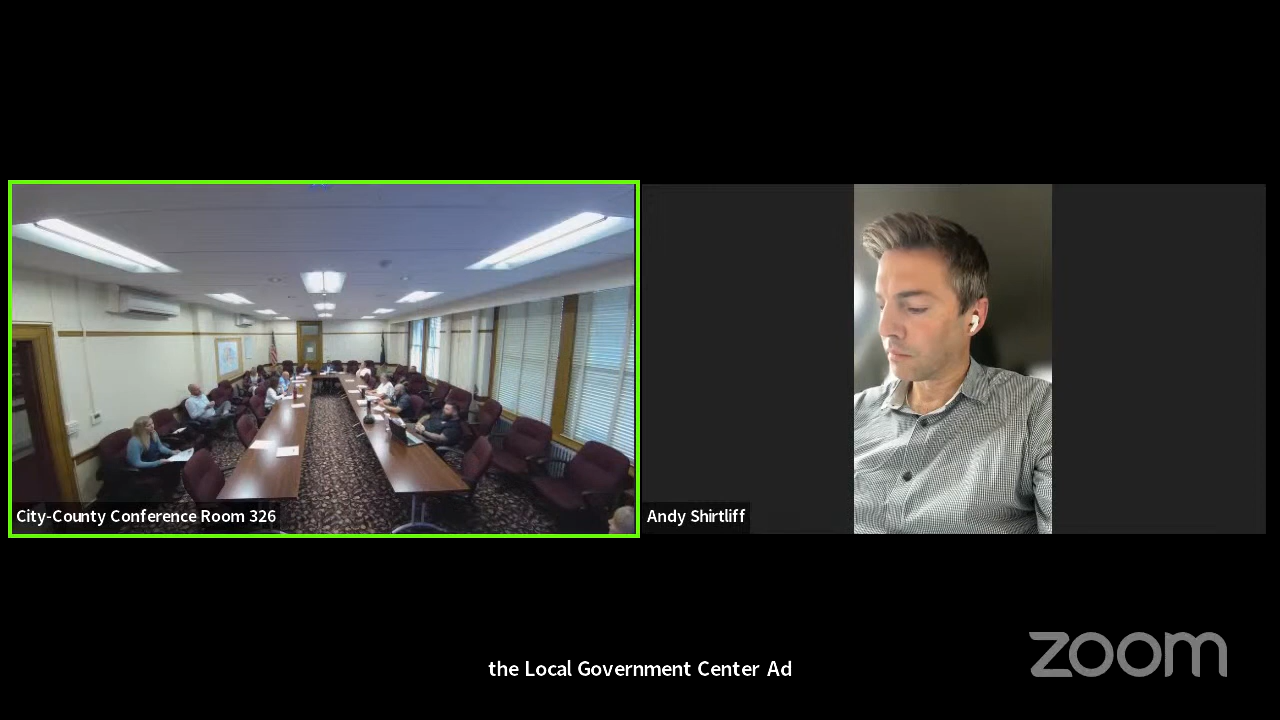 City-County Conference Room 326
Andy Shirtliff
the Local Government Center Ad
zoom